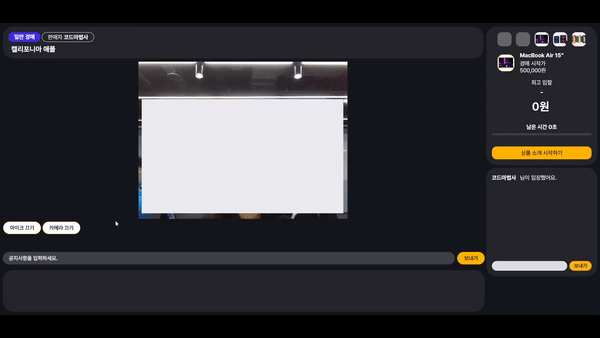 일반 경매
판매자 코드마법사
캘리포니아 애플
마이크 끄기
카메라 끄기
공지사항을 입력하세요.
보내기
MacBook Air 15"
경매 시작가
500,000원
최고 입찰
-
0원
남은 시간 0초
상품 소개 시작하기
코드마법사 님이 입장했어요.
보내기